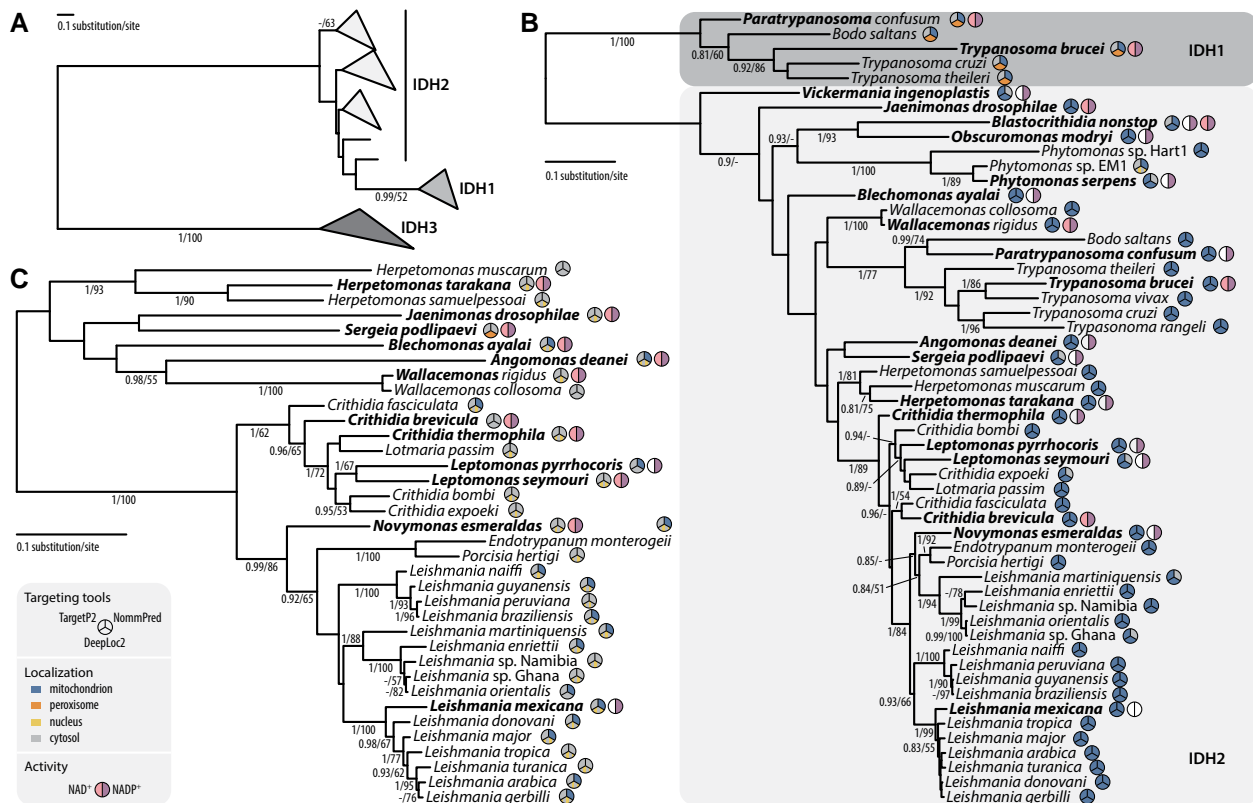 A
0.1 substitution/site
-/63
IDH2
0.99/52
IDH1
1/100
IDH3
B
IDH1
Paratrypanosoma confusum
1/100
Bodo saltans
0.81/60
Trypanosoma brucei
0.92/86
Trypanosoma cruzi
Trypanosoma theileri
Vickermania ingenoplastis
Jaenimonas drosophilae
Blastocrithidia nonstop
0.93/-
1/93
Obscuromonas modryi
0.9/-
Phytomonas sp. Hart1
0.1 substitution/site
1/100
Phytomonas sp. EM1
1/89
Phytomonas serpens
Blechomonas ayalai
Wallacemonas collosoma
1/100
Wallacemonas rigidus
0.99/74
Bodo saltans
Paratrypanosoma confusum
1/77
Trypanosoma theileri
1/86
Trypanosoma brucei
1/92
Trypanosoma vivax
Trypanosoma cruzi
1/96
Trypasonoma rangeli
Angomonas deanei
Sergeia podlipaevi
Herpetomonas samuelpessoai
1/81
Herpetomonas muscarum
0.81/75
Herpetomonas tarakana
Crithidia thermophila
Crithidia bombi
0.94/-
Leptomonas pyrrhocoris
Leptomonas seymouri
1/89
Crithidia expoeki
0.89/-
Lotmaria passim
1/54
Crithidia fasciculata
0.96/-
Crithidia brevicula
Novymonas esmeraldas
1/92
Endotrypanum monterogeii
0.85/-
Porcisia hertigi
0.84/51
Leishmania martiniquensis
-/78
Leishmania enriettii
1/94
Leishmania sp. Namibia
1/99
Leishmania orientalis
0.99/100
Leishmania sp. Ghana
1/84
Leishmania naiffi
1/100
Leishmania peruviana
1/90
Leishmania guyanensis
-/97
Leishmania braziliensis
0.93/66
Leishmania mexicana
Leishmania tropica
1/99
Leishmania major
0.83/55
Leishmania arabica
Leishmania turanica
Leishmania donovani
Leishmania gerbilli
IDH2
C
Herpetomonas muscarum
1/93
Herpetomonas tarakana
1/90
Herpetomonas samuelpessoai
Jaenimonas drosophilae
Sergeia podlipaevi
Blechomonas ayalai
Angomonas deanei
0.98/55
Wallacemonas rigidus
1/100
Wallacemonas collosoma
Crithidia fasciculata
Crithidia brevicula
1/62
Crithidia thermophila
0.96/65
Lotmaria passim
1/67
Leptomonas pyrrhocoris
1/72
Leptomonas seymouri
Crithidia bombi
0.95/53
Crithidia expoeki
1/100
Novymonas esmeraldas
0.1 substitution/site
Endotrypanum monterogeii
1/100
Porcisia hertigi
0.99/86
Leishmania naiffi
1/100
Leishmania guyanensis
1/93
Leishmania peruviana
1/96
Leishmania braziliensis
0.92/65
Leishmania martiniquensis
1/88
Leishmania enriettii
1/100
Leishmania sp. Namibia
-/57
Leishmania sp. Ghana
-/82
Leishmania orientalis
Leishmania mexicana
1/100
Leishmania donovani
0.98/67
Leishmania major
1/77
Leishmania tropica
0.93/62
Leishmania turanica
1/95
Leishmania arabica
-/76
Leishmania gerbilli
Targeting tools
TargetP2 NommPred
DeepLoc2
Localization
mitochondrion
peroxisome
nucleus
cytosol
Activity
NAD+ NADP+